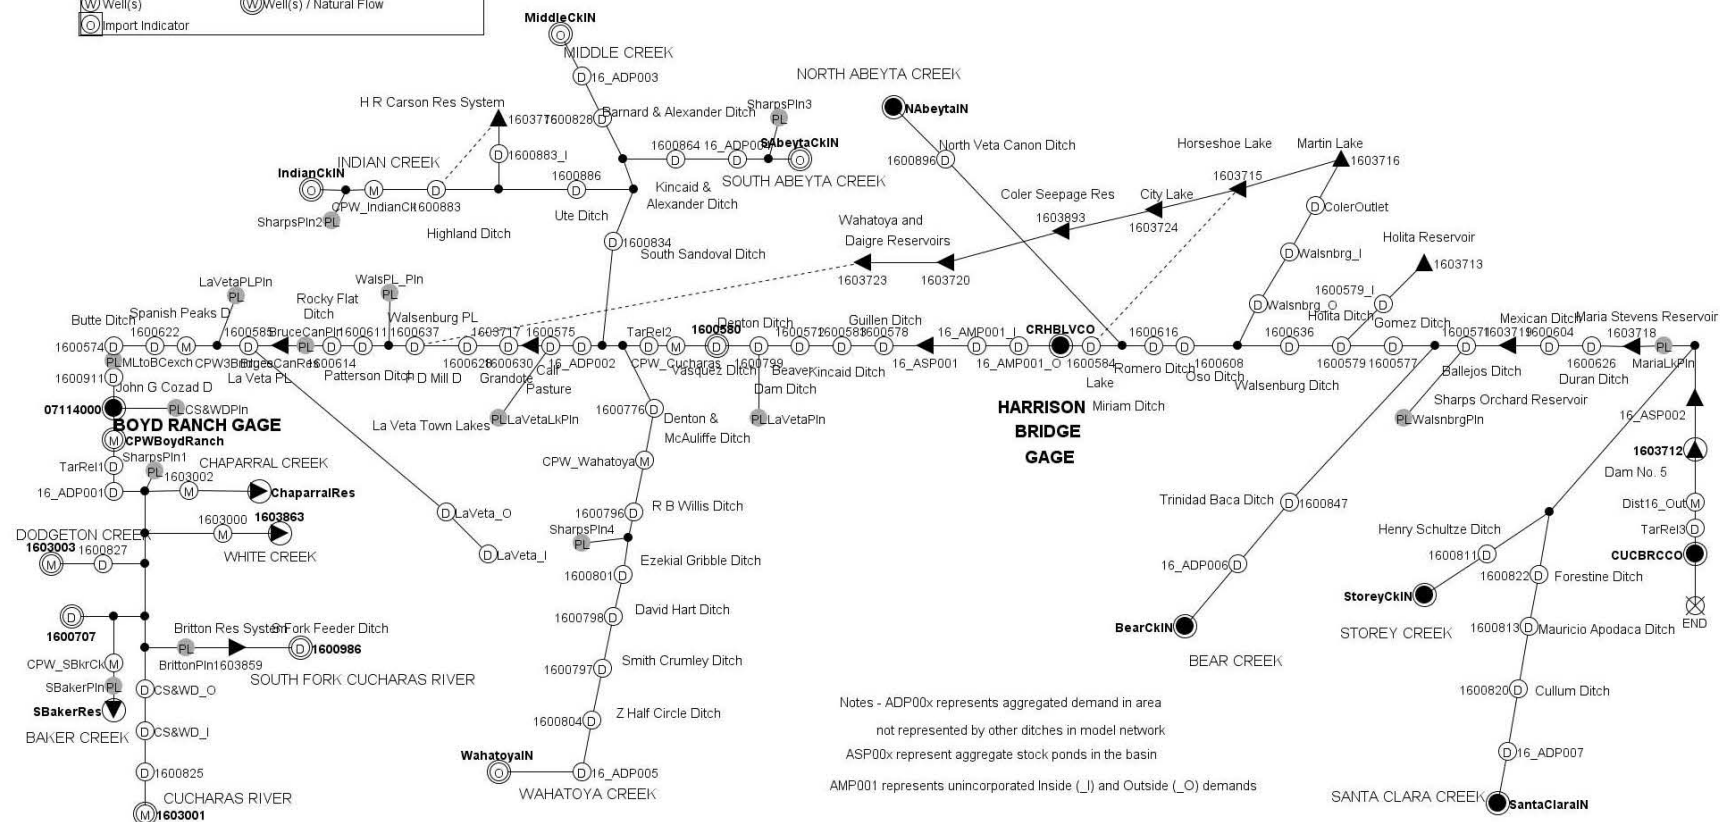 Well(s)
Well(s) / Natural Flow
Import Indicator
MiddleCkIN
MIDDLE CREEK
16_ADP003
NORTH ABEYTA CREEK
H R Carson Res System
1600828
Barnard & Alexander Ditch
SharpsPln3
NAbeytaIN
1600883_I
1600864
SAbeytaCkIN
North Veta Canon Ditch
Horseshoe Lake
Martin Lake
1600896
1603716
INDIAN CREEK
IndianCkIN
1600886
SOUTH ABEYTA CREEK
1603715
Kincaid &
Alexander Ditch
Coler Seepage Res
City Lake
CPW_IndianCk
1600883
SharpsPln2
Ute Ditch
Wahatoya and
1603893
1603724
ColerOutlet
Highland Ditch
1600834
South Sandoval Ditch
Daigre Reservoirs
Holita Reservoir
Walsnbrg_I
1603723
1603720
1603713
LaVetaPLPln
WalsPL_Pln
1600579_I
Spanish Peaks D
Rocky Flat
Ditch
Walsnbrg_O
Butte Ditch
Walsenburg PL
Denton Ditch
Guillen Ditch
Holita Ditch
Gomez Ditch
Mexican Ditch
Maria Stevens Reservoir
1600574
1600622
1600585
BruceCanPln
1600611
1600637
1603717
1600575
TarRel2
1600580
1600572
1600583
1600578
16_AMP001_I
CRHBLVCO
1600616
1600636
1600571
1603719
1600604
1603718
MLtoBCexch
BruceCanRes
1600614
1600628
1600630
16_ADP002
CPW_Cucharas
1600799
16_ASP001
16_AMP001_O
1600584
1600608
1600579
1600577
1600626
MariaLkPln
La Veta PL
Patterson Ditch
P D Mill D
Grandote
Call
Pasture
Vasquez Ditch
Beaver
Dam Ditch
Kincaid Ditch
Lake
Miriam Ditch
Romero Ditch
Oso Ditch
Walsenburg Ditch
Ballejos Ditch
Duran Ditch
1600911
John G Cozad D
Sharps Orchard Reservoir
07114000
CS&WDPln
BOYD RANCH GAGE
La Veta Town Lakes
LaVetaLkPln
1600776
Denton &
McAuliffe Ditch
LaVetaPln
HARRISON
BRIDGE
GAGE
WalsnbrgPln
16_ASP002
CPWBoydRanch
SharpsPln1
CHAPARRAL CREEK
TarRel1
1603002
CPW_Wahatoya
1603712
Dam No. 5
16_ADP001
ChaparralRes
Trinidad Baca Ditch
1600847
Dist16_Out
1603000
1603863
LaVeta_O
1600796
R B Willis Ditch
TarRel3
DODGETON CREEK
1603003
1600827
WHITE CREEK
SharpsPln4
LaVeta_I
Henry Schultze Ditch
1600811
CUCBRCCO
Ezekial Gribble Ditch
1600801
16_ADP006
1600822
Forestine Ditch
StoreyCkIN
END
1600707
1600798
David Hart Ditch
BearCkIN
STOREY CREEK
1600813
Mauricio Apodaca Ditch
Britton Res System
S Fork Feeder Ditch
1600986
BrittonPln
1603859
CPW_SBkrCk
SOUTH FORK CUCHARAS RIVER
1600797
Smith Crumley Ditch
BEAR CREEK
SBakerPln
CS&WD_O
1600820
Cullum Ditch
SBakerRes
1600804
Z Half Circle Ditch
Notes - ADP00x represents aggregated demand in area
not represented by other ditches in model network
BAKER CREEK
CS&WD_I
ASP00x represent aggregate stock ponds in the basin
16_ADP007
WahatoyaIN
16_ADP005
1600825
AMP001 represents unincorporated Inside (_I) and Outside (_O) demands
WAHATOYA CREEK
CUCHARAS RIVER
1603001
SANTA CLARA CREEK
SantaClaraIN